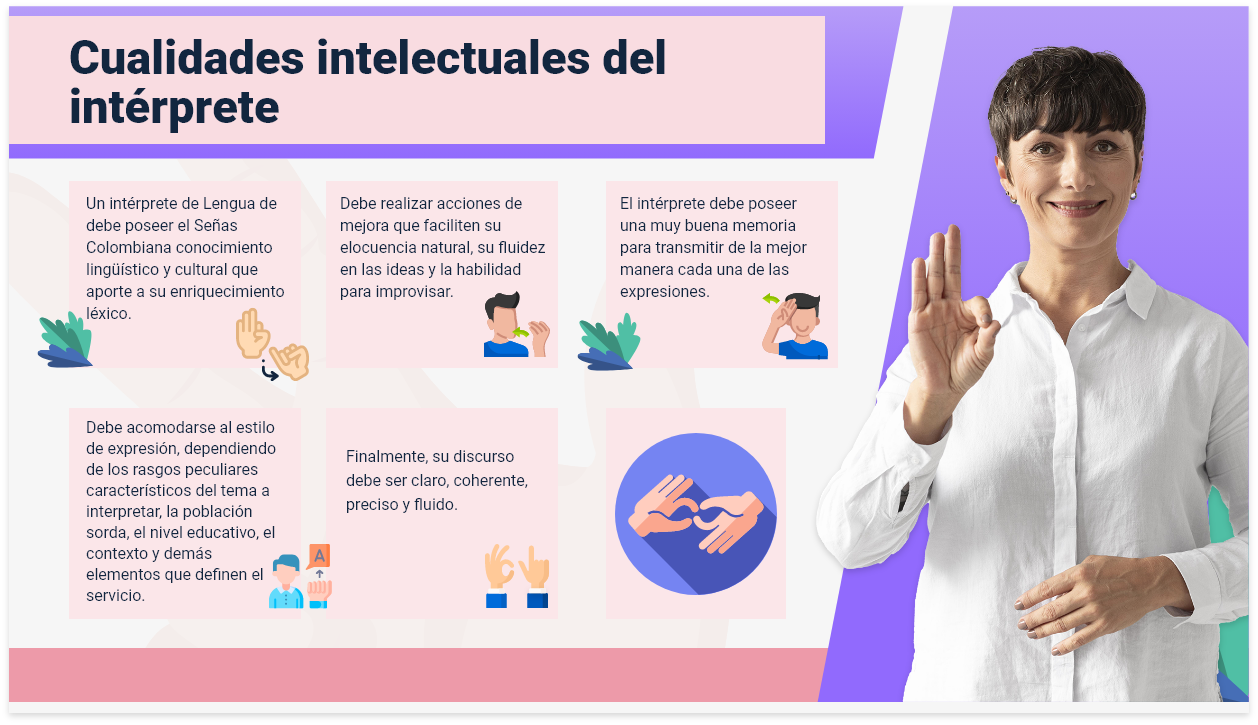 Cualidades intelectuales del
intérprete
Un intérprete de Lengua de
debe poseer el Señas
Colombiana conocimiento
lingüístico y cultural que
aporte a su enriquecimiento
léxico.
Debe realizar acciones de
mejora que faciliten su
elocuencia natural, su fluidez
en las ideas y la habilidad
para improvisar.
El intérprete debe poseer
una muy buena memoria
para transmitir de la mejor
manera cada una de las
expresiones.
Debe acomodarse al estilo
de expresión, dependiendo
de los rasgos peculiares
característicos del tema a
interpretar, la población
sorda, el nivel educativo, el
contexto y demás
elementos que definen el
servicio.
A
Finalmente, su discurso
debe ser claro, coherente,
preciso y fluido.